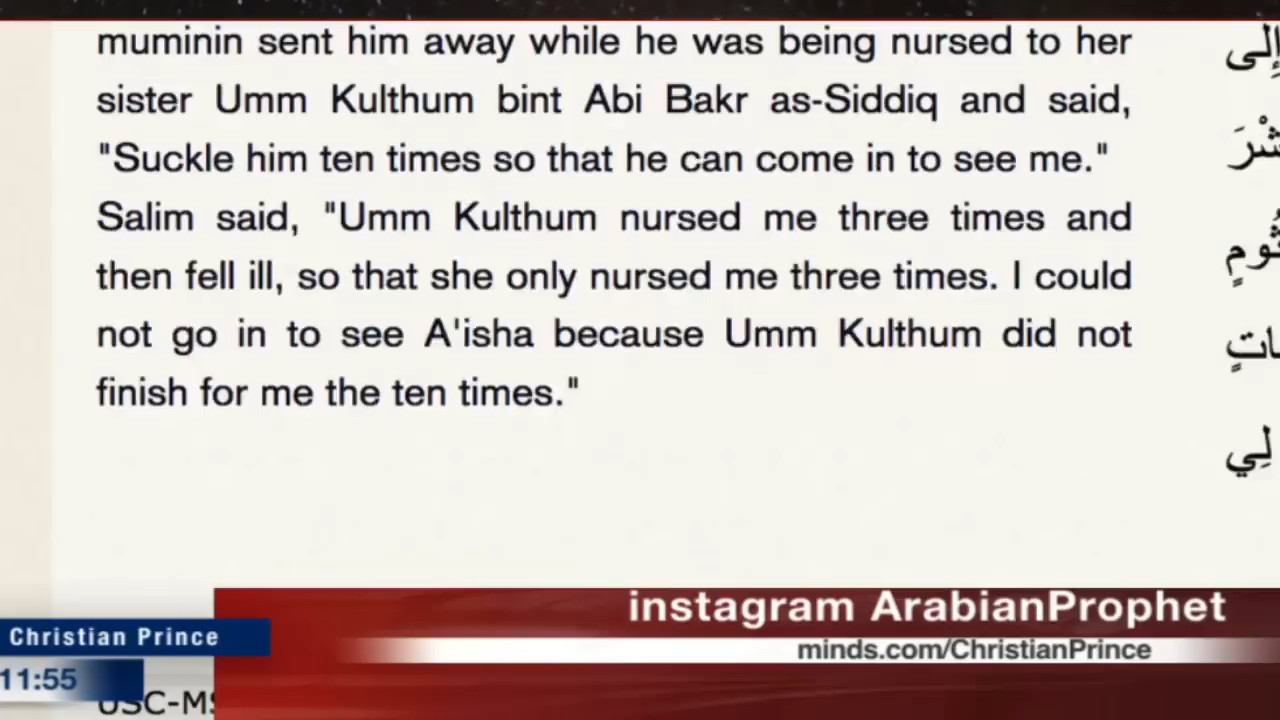 muminin sent him away while he was being nursed to her
sister Umm Kulthum bint Abi Bakr as-Siddiq and said,
"Suckle him ten times so that he can come in to see me."
Salim said, "Umm Kulthum nursed me three times and
then fell ill, so that she only nursed me three times. I could
not go in to see A'isha because Umm Kulthum did not
finish for me the ten times."
إلى
ومٍ
اتٍ
لِي
instagram ArabianProphet
minds.com/ChristianPrince
Christian Prince
11:55